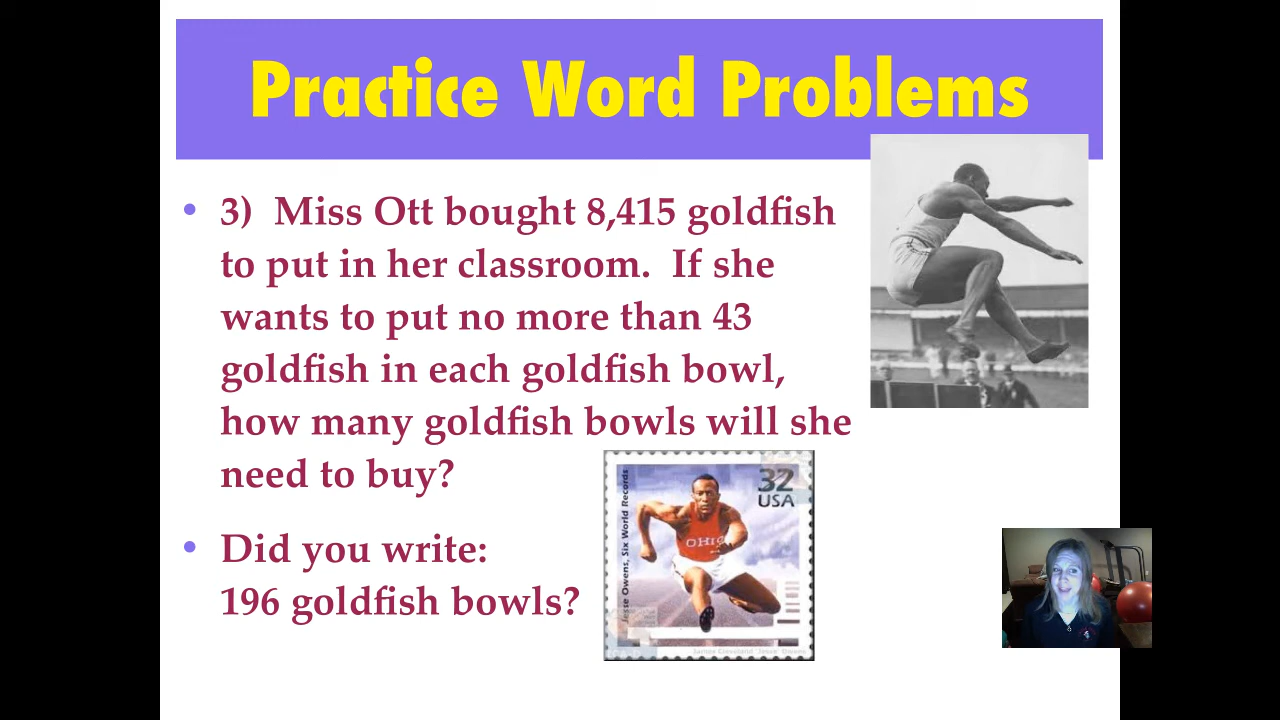 Practice Word Problems
3) Miss Ott bought 8,415 goldfish
to put in her classroom. If she
wants to put no more than 43
goldfish in each goldfish bowl,
how many goldfish bowls will she
need to buy?
Did you write:
196 goldfish bowls?
32
USA
Jesse Owens, Six World Records
OHIO